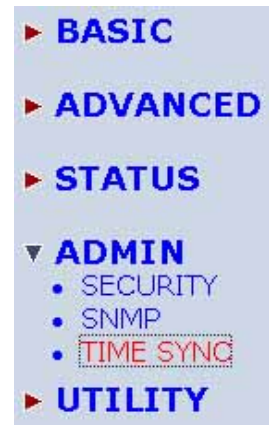 BASIC
ADVANCED
STATUS
ADMIN
SECURITY
SNMP
TIME SYNC
UTILITY